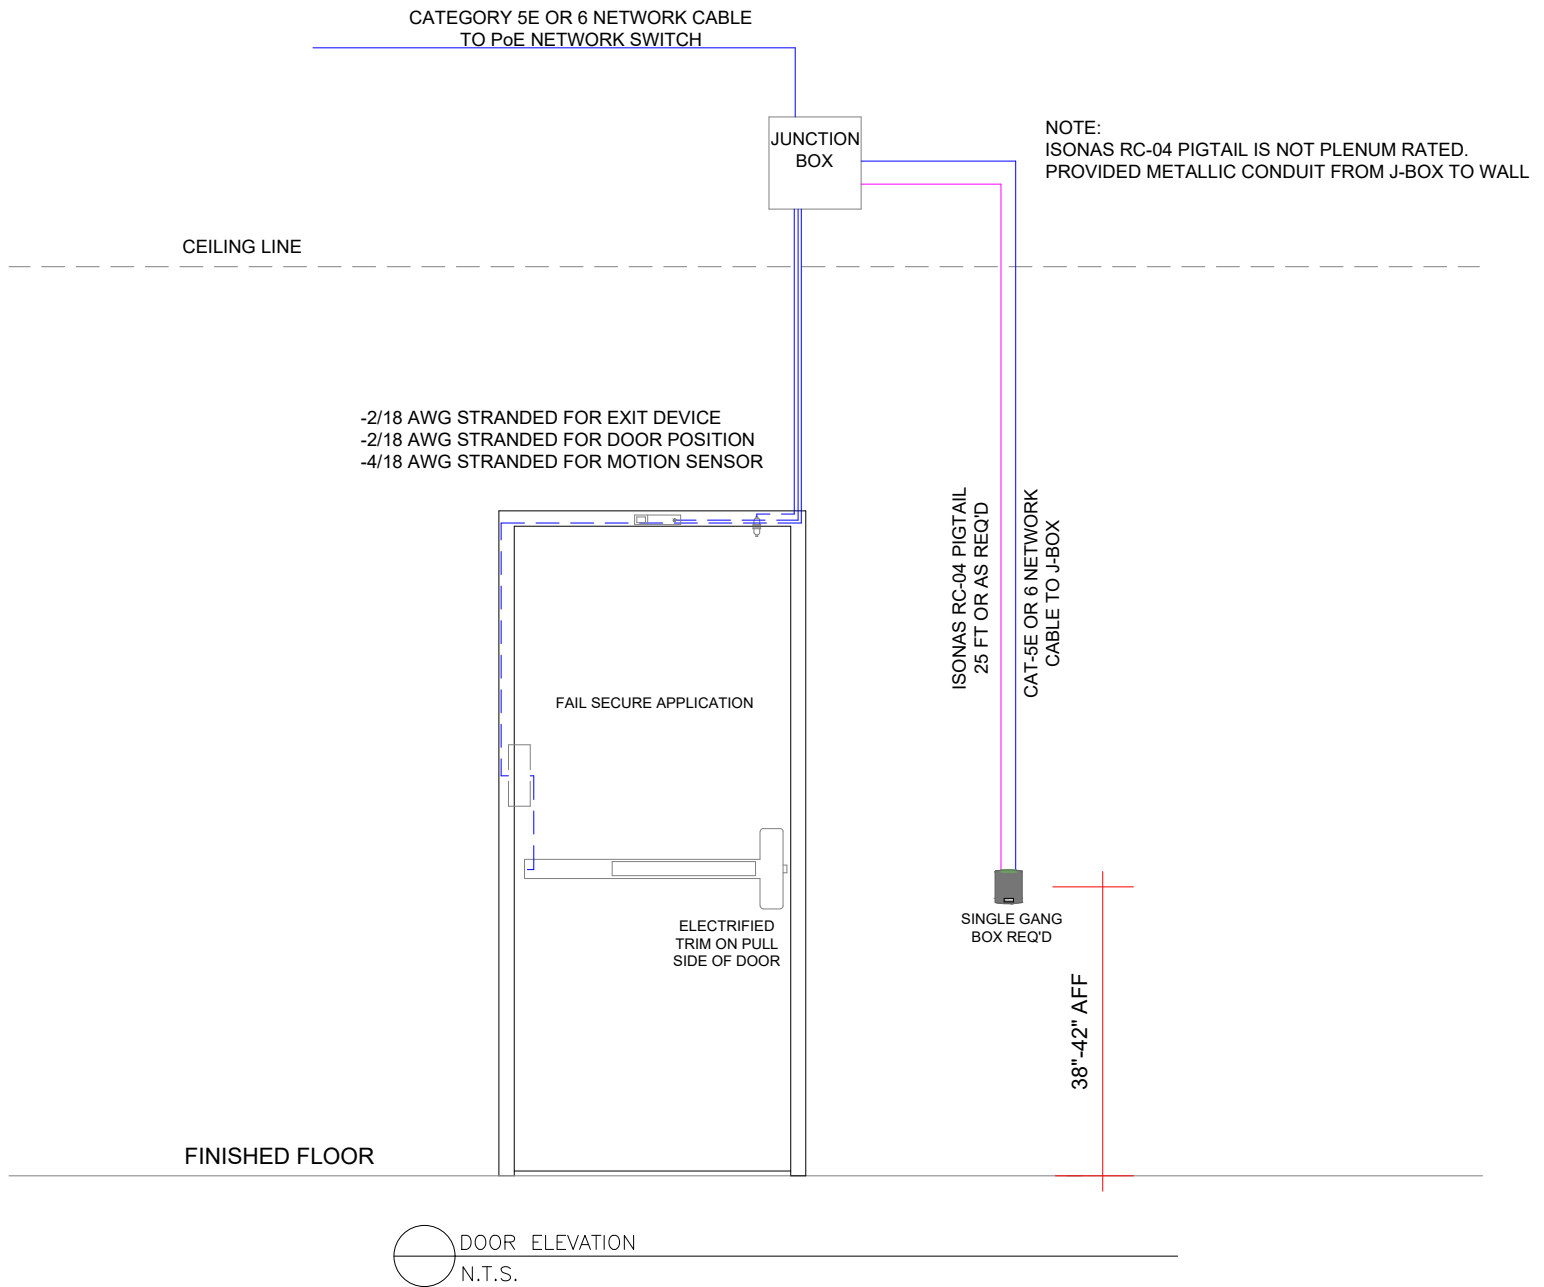 CATEGORY 5E OR 6 NETWORK CABLE
TO PoE NETWORK SWITCH
JUNCTION
BOX
NOTE:
ISONAS RC-04 PIGTAIL IS NOT PLENUM RATED.
PROVIDED METALLIC CONDUIT FROM J-BOX TO WALL
CEILING LINE
-2/18 AWG STRANDED FOR EXIT DEVICE
-2/18 AWG STRANDED FOR DOOR POSITION
-4/18 AWG STRANDED FOR MOTION SENSOR
ISONAS RC-04 PIGTAIL
25 FT OR AS REQ'D
CAT-5E OR 6 NETWORK
CABLE TO J-BOX
FAIL SECURE APPLICATION
ELECTRIFIED
TRIM ON PULL
SIDE OF DOOR
SINGLE GANG
BOX REQ'D
38"-42" AFF
FINISHED FLOOR
DOOR ELEVATION
N.T.S.